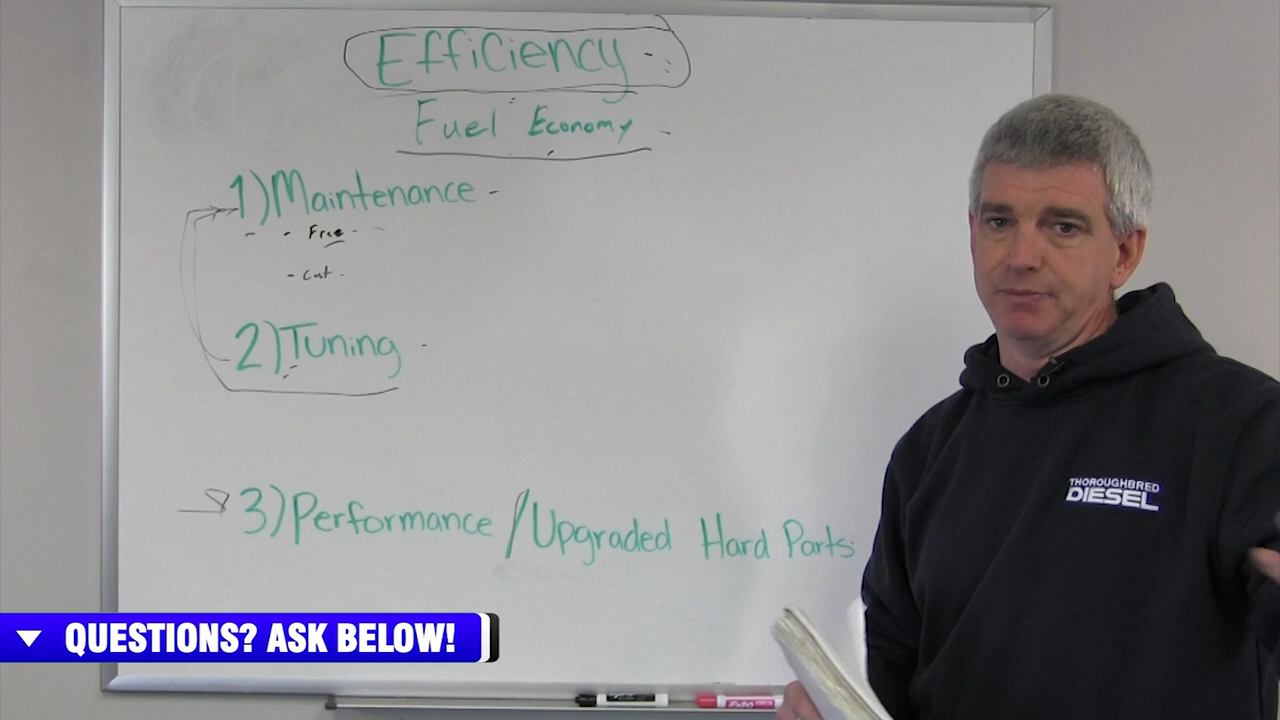 Efficiency
Fuel Economy
1) Maintenance -
- Free -
- Cost -
2) Tuning -
3) Performance / Upgraded Hard Parts
THOROUGHBRED
DIESEL
QUESTIONS? ASK BELOW!